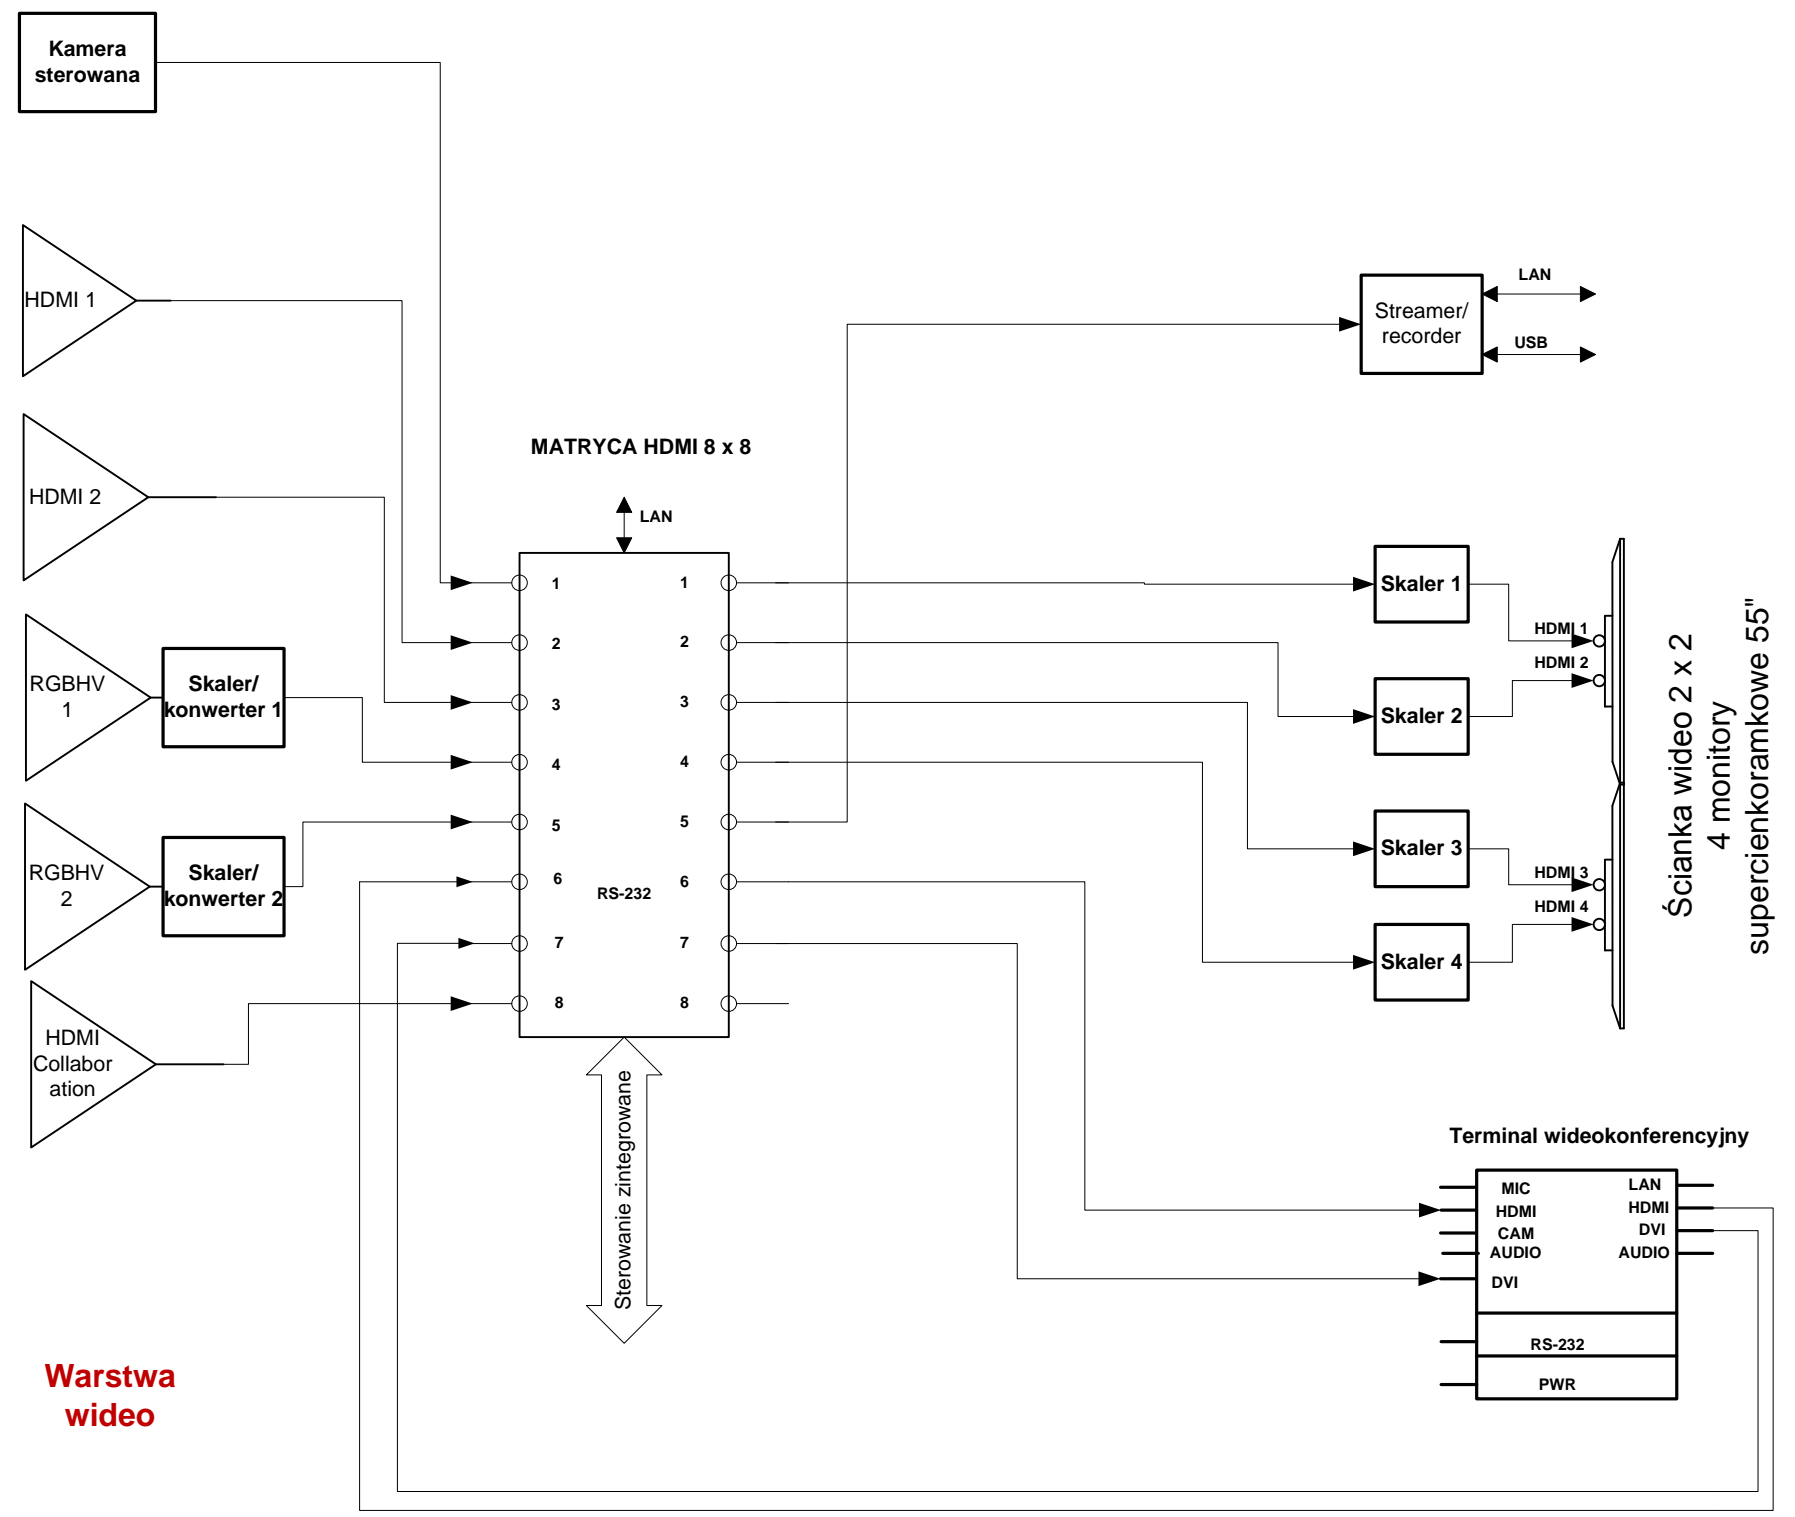 Kamera
sterowana
HDMI 1
HDMI 2
RGBHV
1
Skaler/
konwerter 1
RGBHV
2
Skaler/
konwerter 2
HDMI
Collabor
ation
MATRYCA HDMI 8 x 8
LAN
1
2
3
4
5
6
7
8
1
2
3
4
5
6
7
8
RS-232
Sterowanie zintegrowane
Streamer/
recorder
LAN
USB
Skaler 1
Skaler 2
Skaler 3
Skaler 4
HDMI 1
HDMI 2
HDMI 3
HDMI 4
Ścianka wideo 2 x 2
4 monitory
supercienkoramkowe 55"
Terminal wideokonferencyjny
MIC
HDMI
CAM
AUDIO
DVI
LAN
HDMI
DVI
AUDIO
RS-232
PWR
Warstwa
wideo